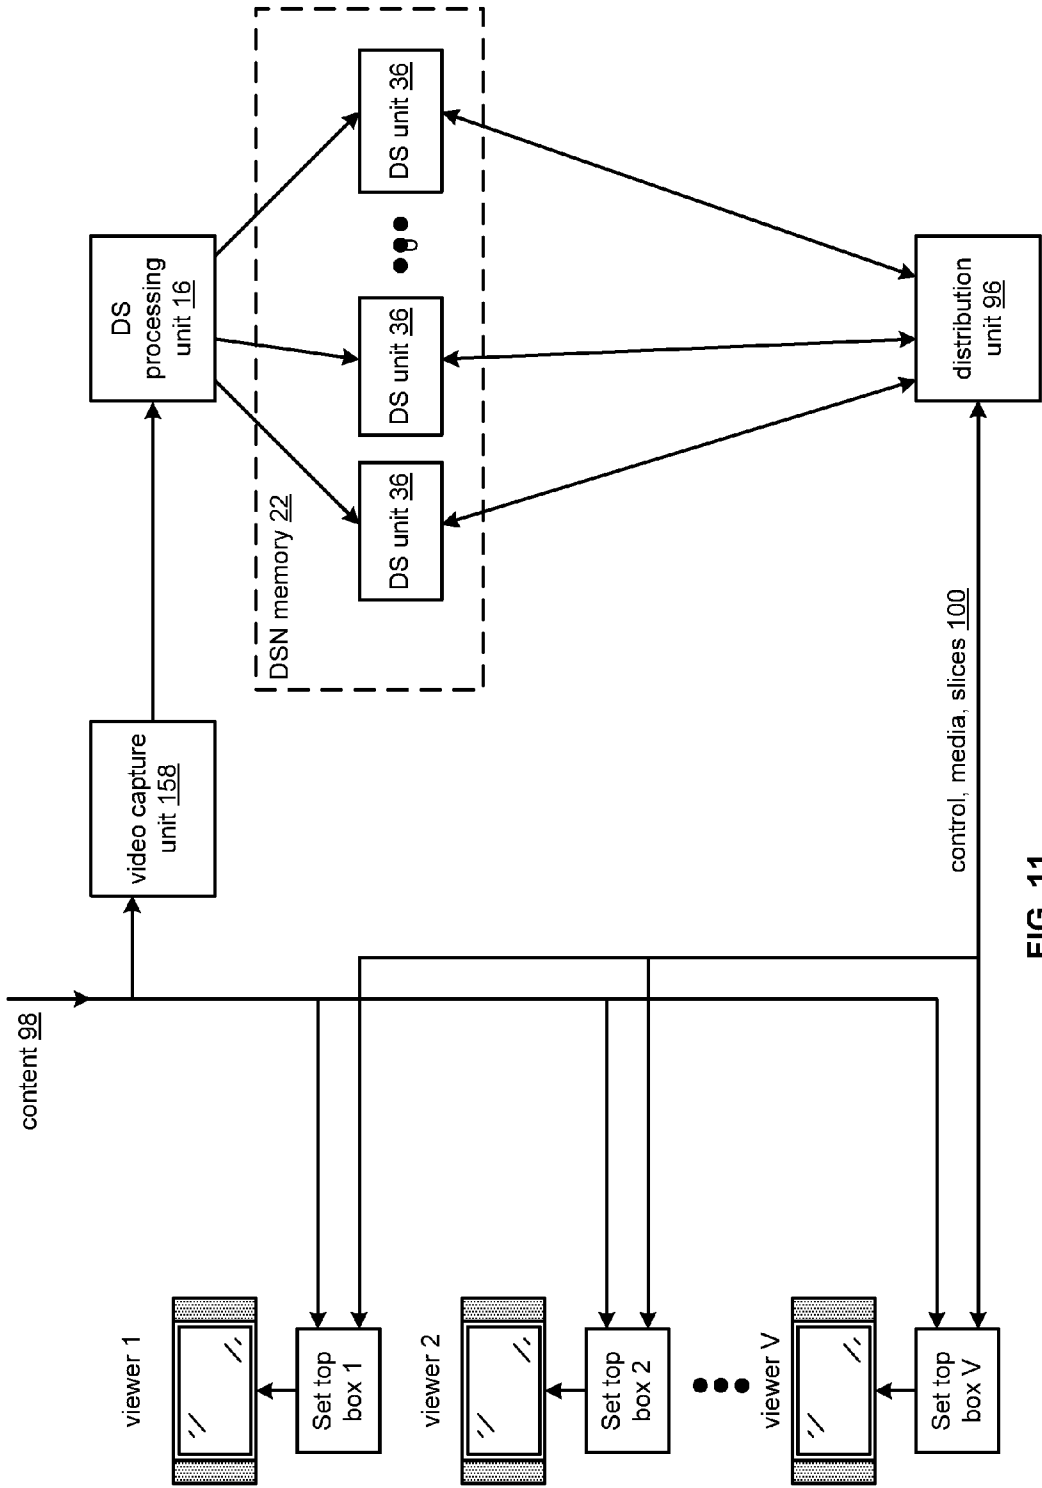 viewer 1
Set top
box 1
viewer 2
Set top
box 2
viewer V
Set top
box V
content 98
video capture
unit 158
DS
processing
unit 16
DSN memory 22
DS unit 36
DS unit 36
DS unit 36
control, media, slices 100
distribution
unit 96
FIG. 11